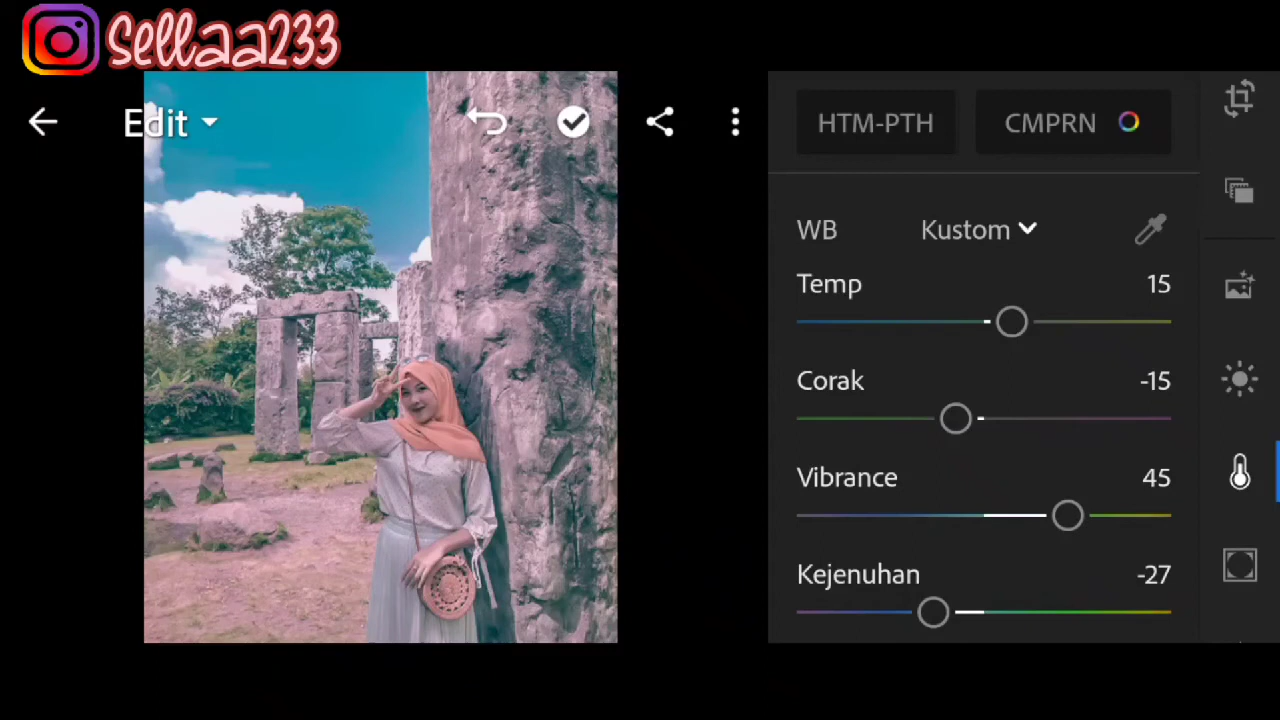 sellaa233
Edit
HTM-PTH
CMPRN
WB
Kustom
Temp
15
Corak
-15
Vibrance
45
Kejenuhan
-27